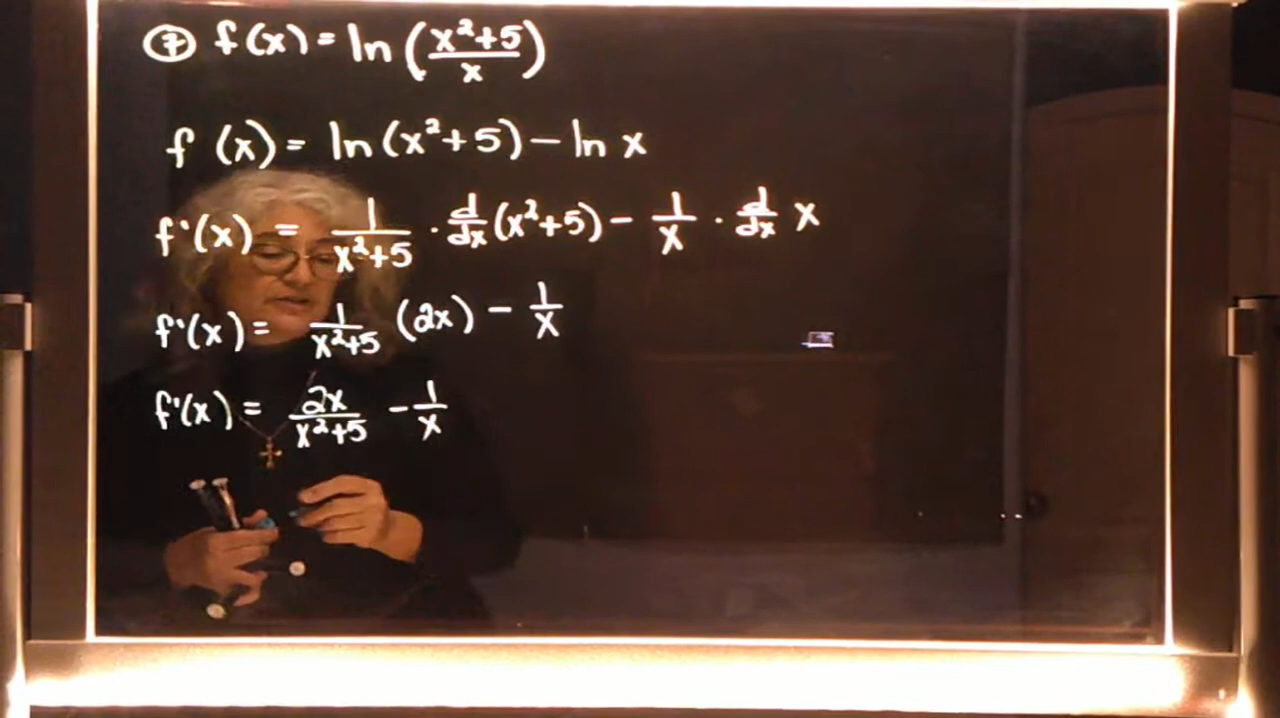 ⑦ f(x) = ln (x²+5/x)
f (x) = ln (x²+5) – ln x
f'(x) = 1/x²+5 · d/dx (x²+5) – 1/x · d/dx x
f'(x) = 1/x²+5 (2x) – 1/x
f'(x) = 2x/x²+5 – 1/x